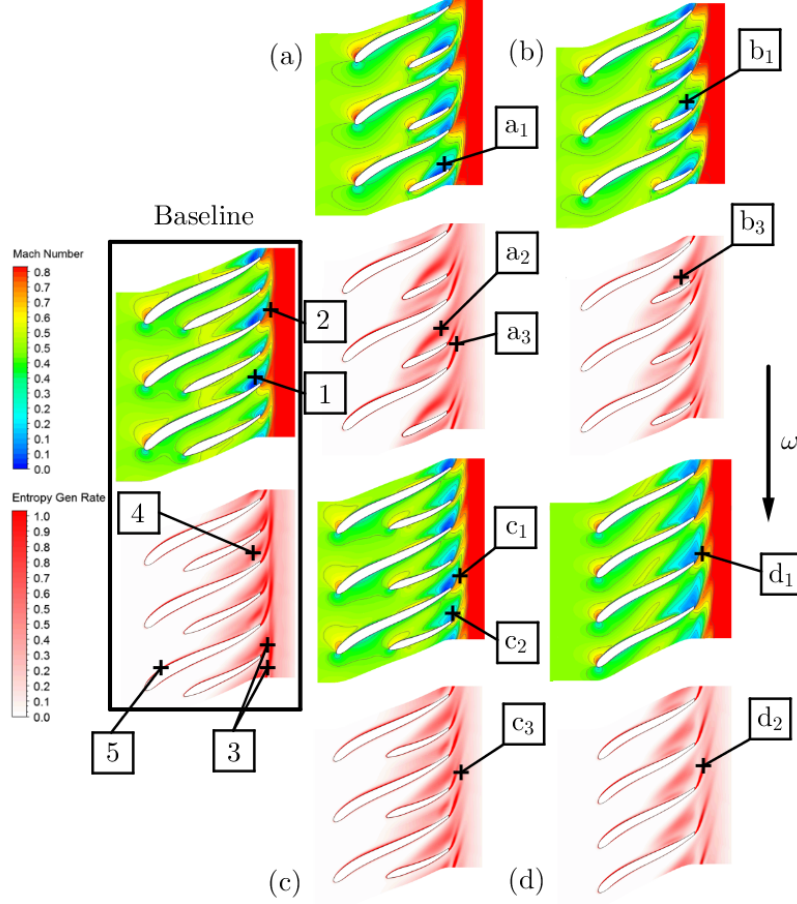 (a)
(b)
b1
a1
Baseline
Mach Number
0.8
0.7
0.6
0.5
0.4
0.3
0.2
0.1
0.0
2
1
a2
a3
b3
ω
Entropy Gen Rate
1.0
0.9
0.8
0.7
0.6
0.5
0.4
0.3
0.2
0.1
0.0
4
5
3
c1
c2
d1
c3
d2
(c)
(d)